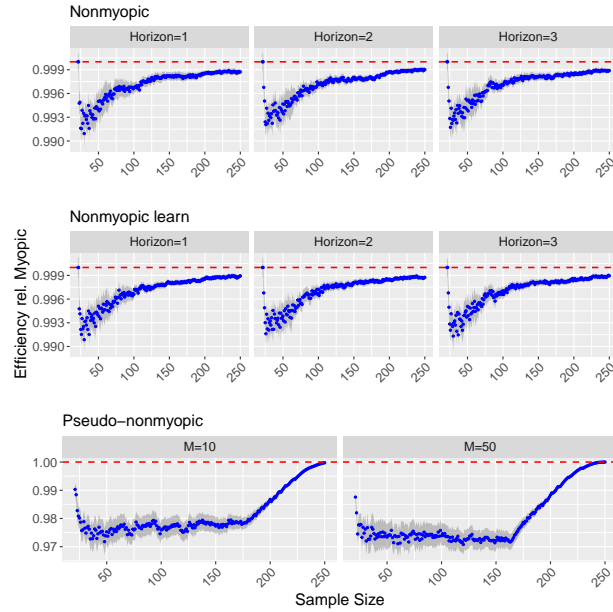 Nonmyopic
Horizon=1 Horizon=2 Horizon=3
0.999
0.996
0.993
0.990
50 100 150 200 250 50 100 150 200 250 50 100 150 200 250
Nonmyopic learn
Horizon=1 Horizon=2 Horizon=3
0.999
0.996
0.993
0.990
50 100 150 200 250 50 100 150 200 250 50 100 150 200 250
Efficiency rel. Myopic
Pseudo−nonmyopic
M=10 M=50
1.00
0.99
0.98
0.97
50 100 150 200 250 50 100 150 200 250
Sample Size